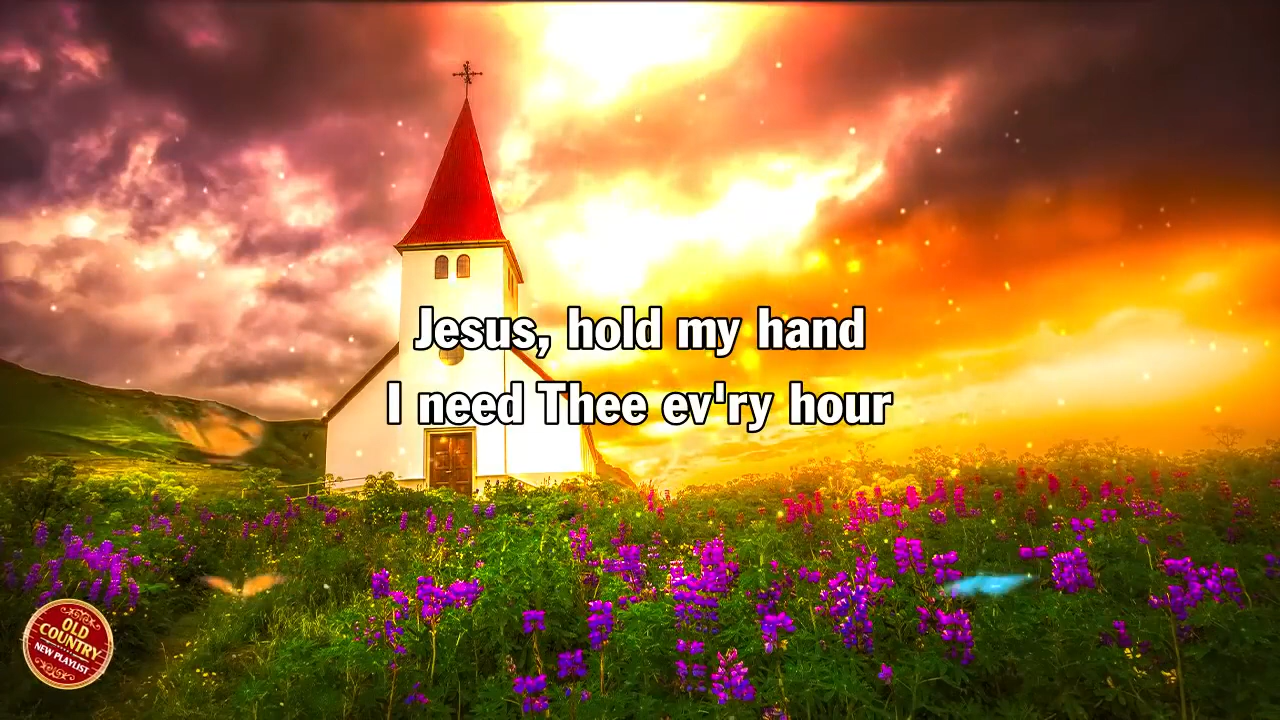 Jesus, hold my hand
I need Thee ev'ry hour
OLD
COUNTRY
NEW PLAYLIST